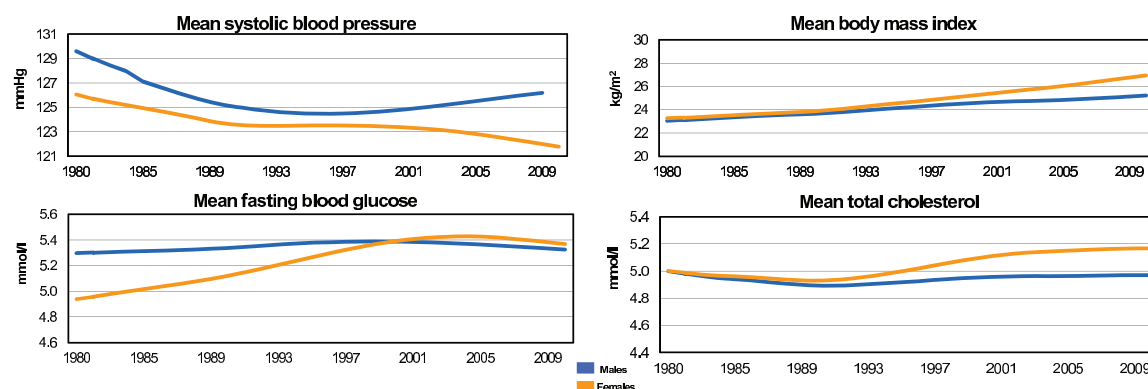 Mean systolic blood pressure
131
129
127
125
123
121
mmHg
1980 1985 1989 1993 1997 2001 2005 2009
Mean body mass index
30
28
26
24
22
20
kg/m²
1980 1985 1989 1993 1997 2001 2005 2009
Mean fasting blood glucose
5.6
5.4
5.2
5.0
4.8
4.6
mmol/l
1980 1985 1989 1993 1997 2001 2005 2009
Mean total cholesterol
5.4
5.2
5.0
4.8
4.6
4.4
mmol/l
1980 1985 1989 1993 1997 2001 2005 2009
Males
Females